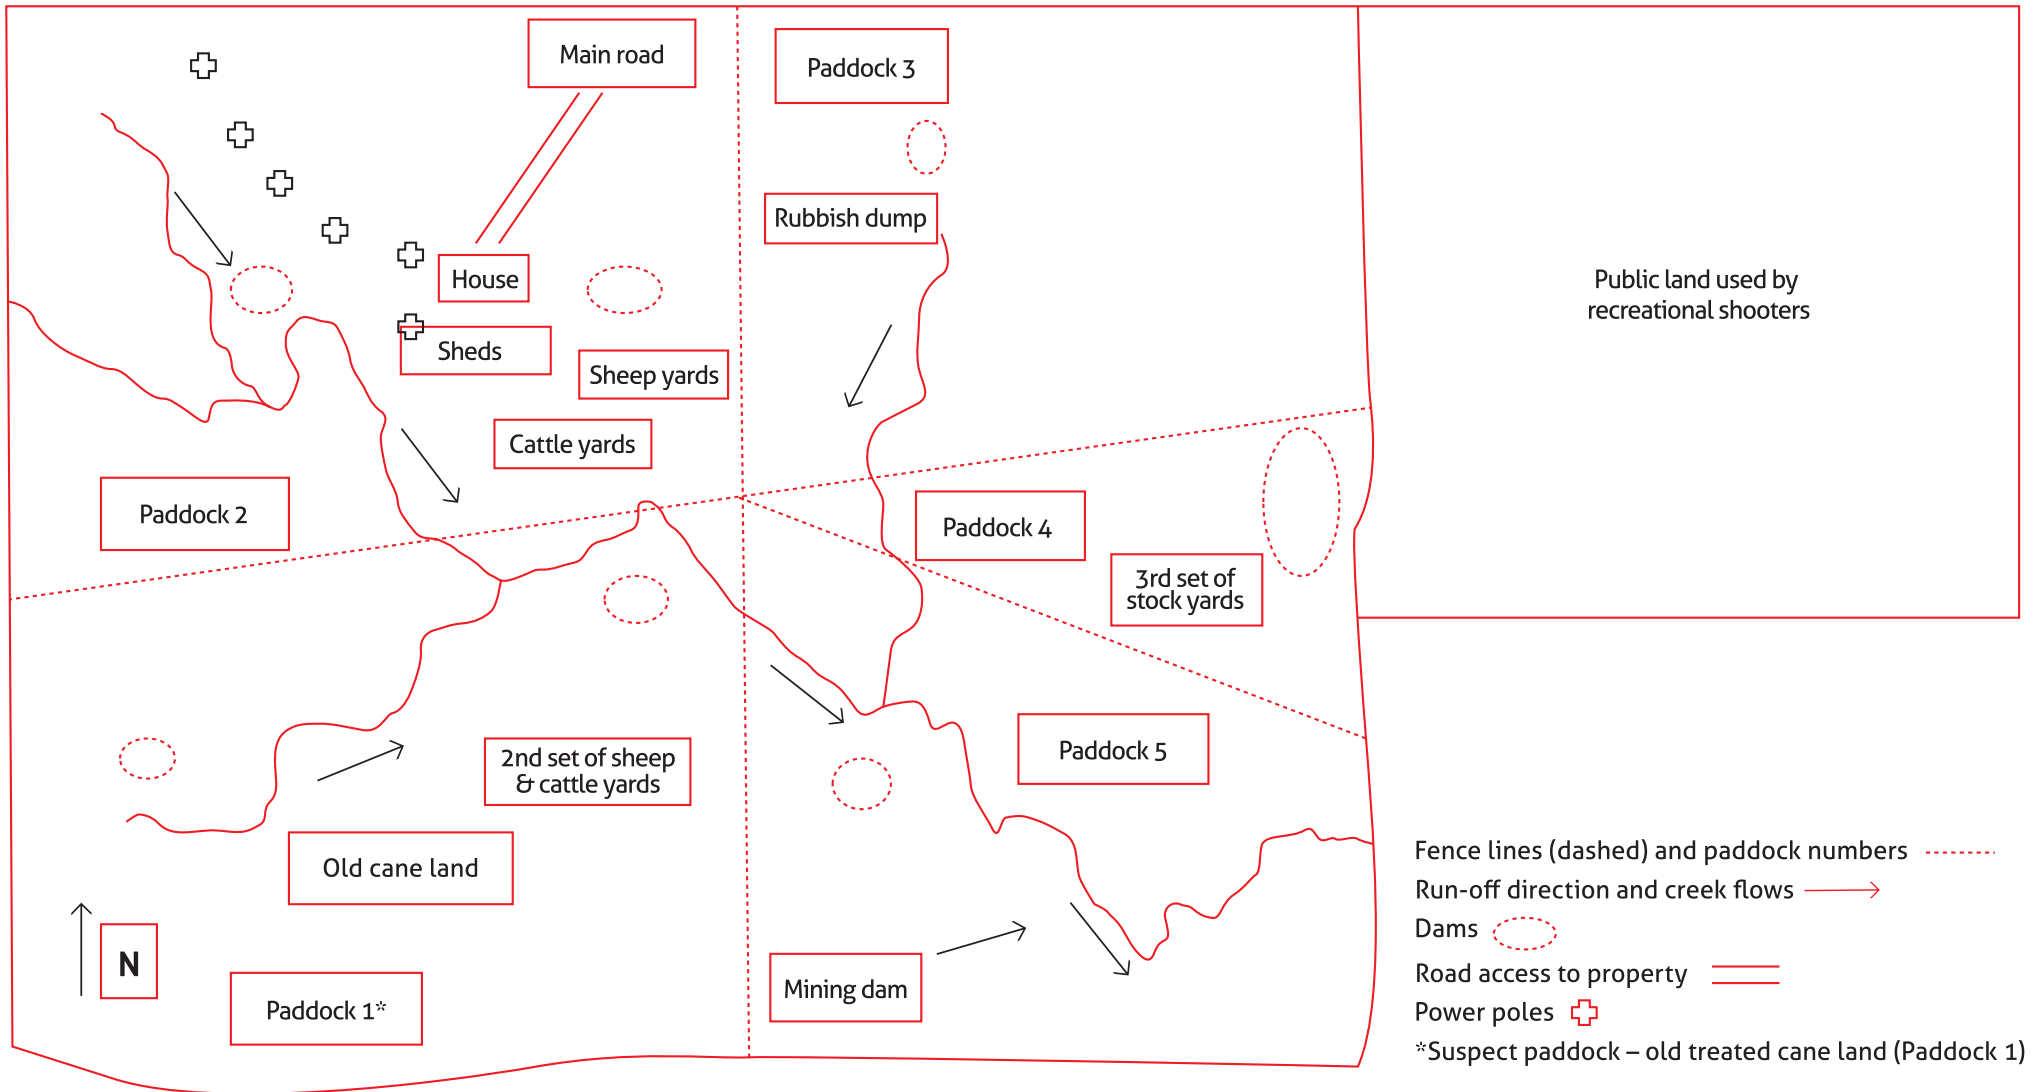 Main road
Paddock 3
Rubbish dump
House
Sheds
Sheep yards
Cattle yards
Paddock 2
Public land used by
recreational shooters
Paddock 4
3rd set of
stock yards
Paddock 5
2nd set of sheep
& cattle yards
Old cane land
N
Paddock 1*
Mining dam
Fence lines (dashed) and paddock numbers
Run-off direction and creek flows
Dams
Road access to property
Power poles
*Suspect paddock – old treated cane land (Paddock 1)